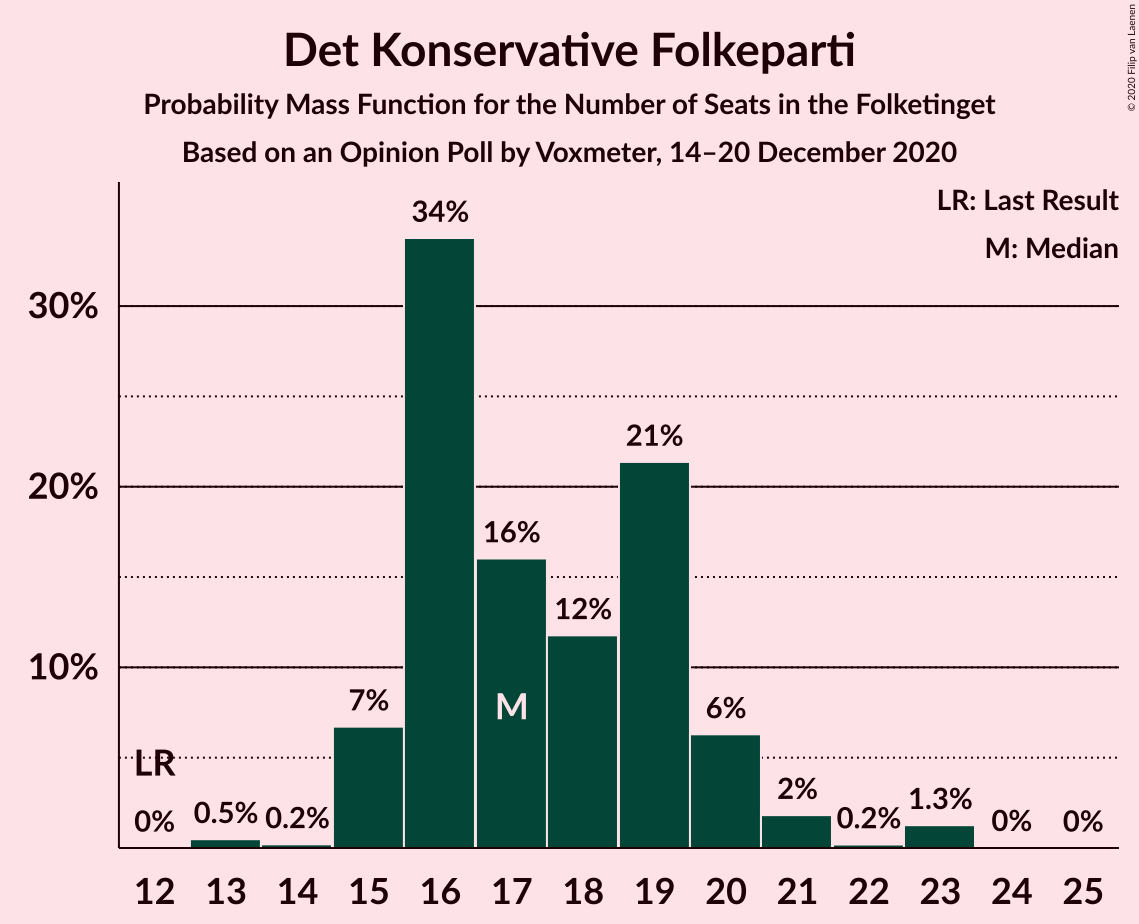 Det Konservative Folkeparti
Probability Mass Function for the Number of Seats in the Folketinget
Based on an Opinion Poll by Voxmeter, 14–20 December 2020
© 2020 Filip van Laenen
LR: Last Result
M: Median
34%
30%
21%
20%
16%
12%
10%
7%
M
6%
LR
0%
0.5%
0.2%
2%
0.2%
1.3%
0%
0%
12 13 14 15 16 17 18 19 20 21 22 23 24 25